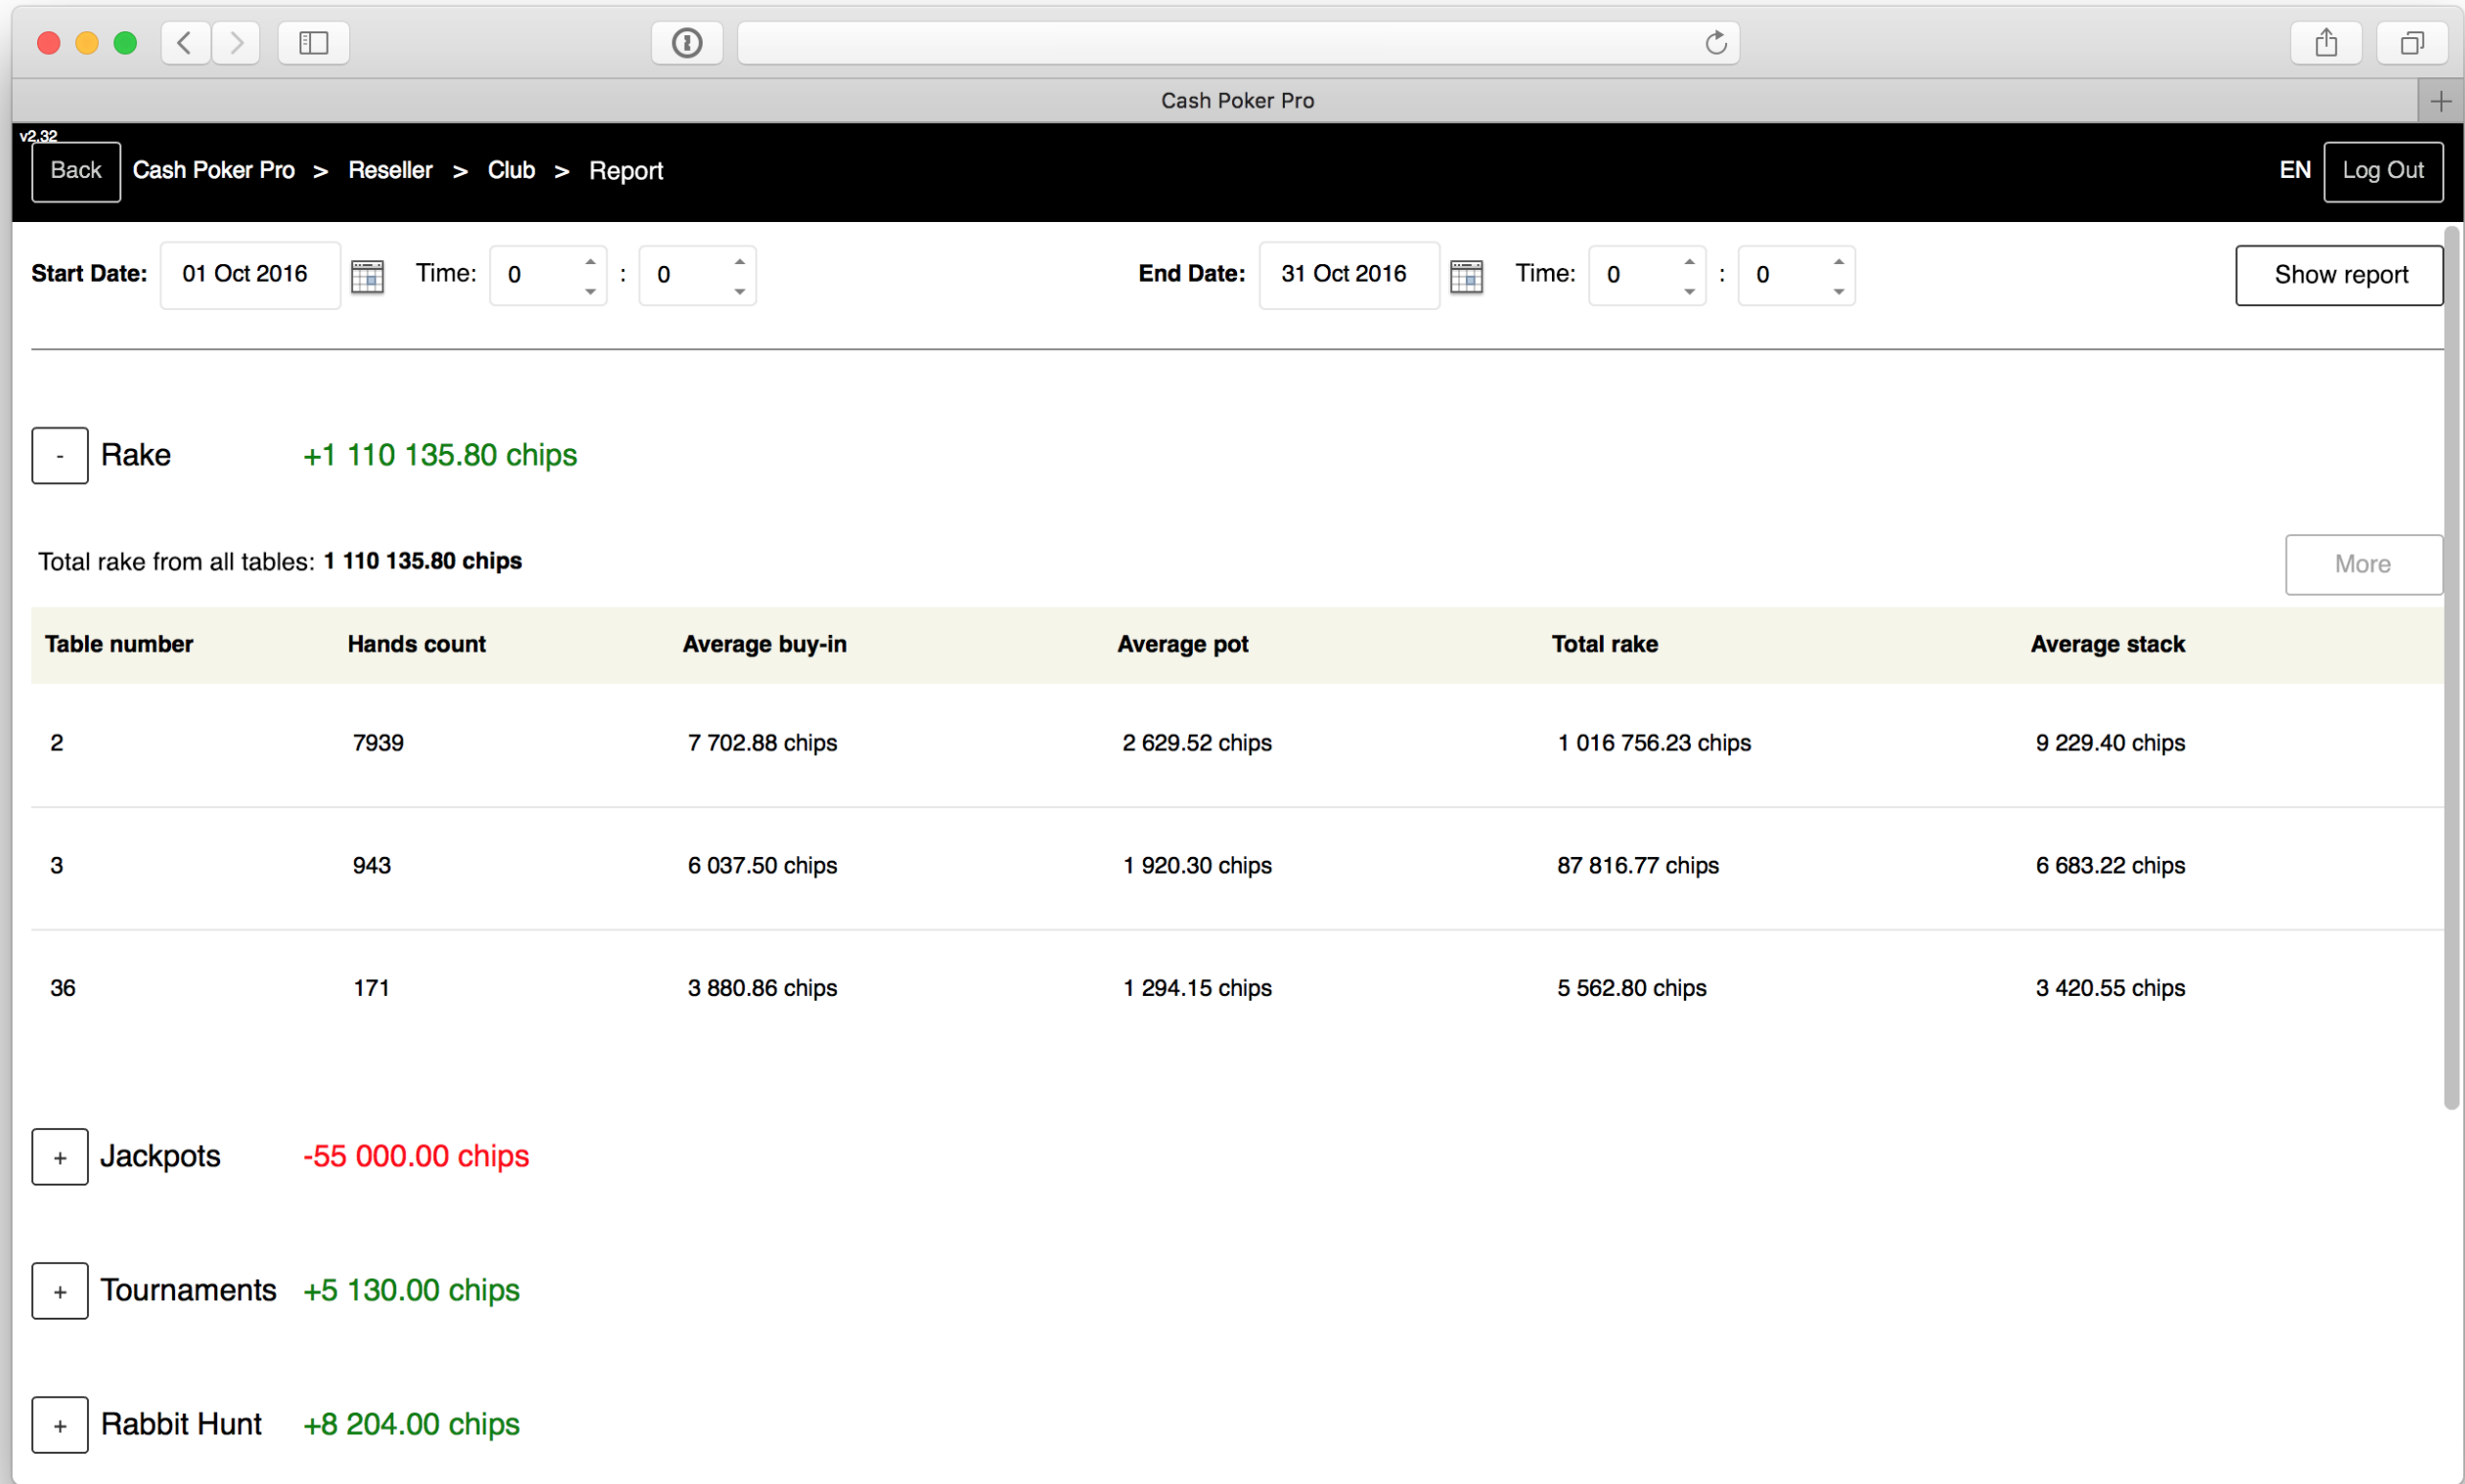 Cash Poker Pro
v2.32
Back Cash Poker Pro > Reseller > Club > Report EN Log Out
Start Date: 01 Oct 2016 Time: 0 : 0 End Date: 31 Oct 2016 Time: 0 : 0 Show report
- Rake +1 110 135.80 chips
Total rake from all tables: 1 110 135.80 chips More
Table number Hands count Average buy-in Average pot Total rake Average stack
2 7939 7 702.88 chips 2 629.52 chips 1 016 756.23 chips 9 229.40 chips
3 943 6 037.50 chips 1 920.30 chips 87 816.77 chips 6 683.22 chips
36 171 3 880.86 chips 1 294.15 chips 5 562.80 chips 3 420.55 chips
+ Jackpots -55 000.00 chips
+ Tournaments +5 130.00 chips
+ Rabbit Hunt +8 204.00 chips